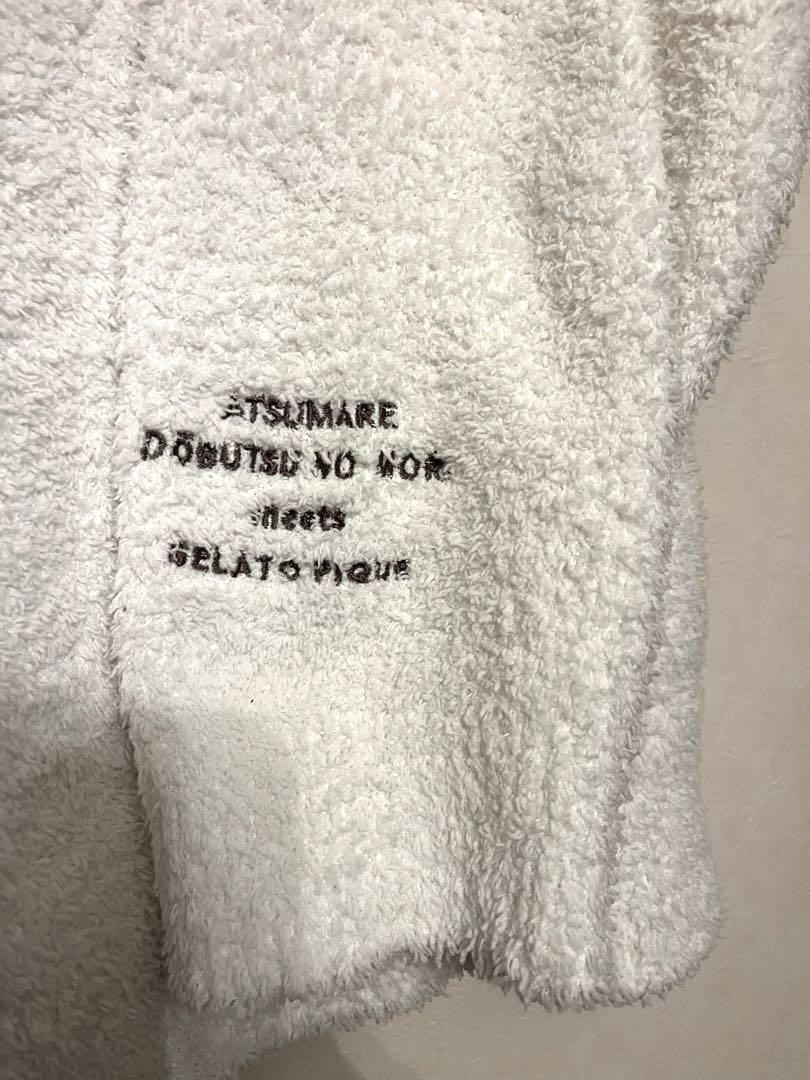 ATSUMARE
DŌBUTSU NO MORI
meets
GELATO PIQUE